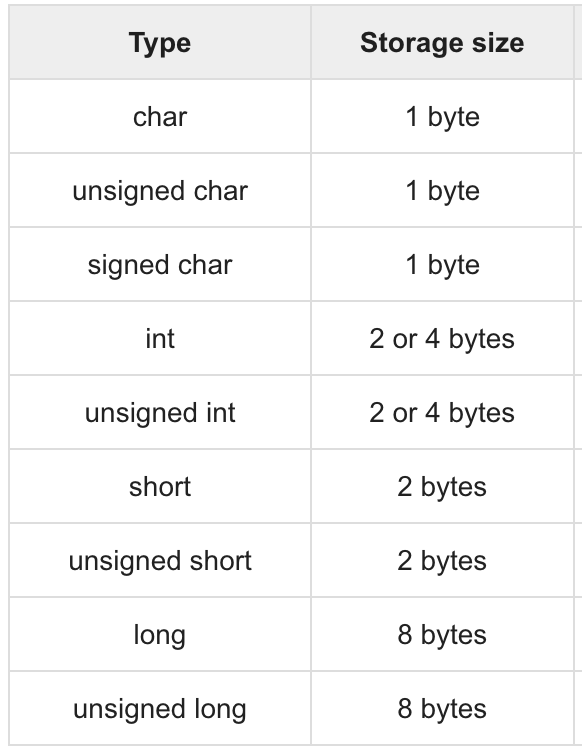 Type Storage size
char 1 byte
unsigned char 1 byte
signed char 1 byte
int 2 or 4 bytes
unsigned int 2 or 4 bytes
short 2 bytes
unsigned short 2 bytes
long 8 bytes
unsigned long 8 bytes